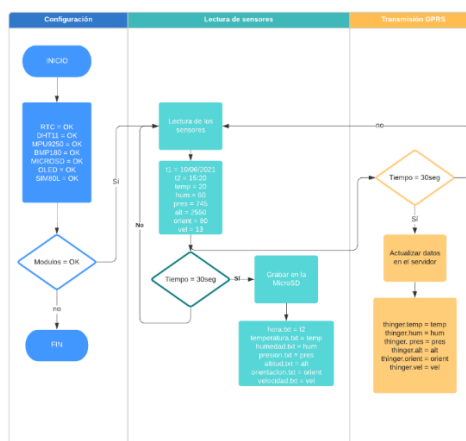 Configuración
Lectura de sensores
Transmisión GPRS
INICIO
RTC = OK
DHT11 = OK
MPU9250 = OK
BMP180 = OK
MICROSD = OK
OLED = OK
SIM80L = OK
Modulos = OK
Sí
no
FIN
Lectura de los
sensores
t1 = 10/06/2021
t2 = 15:20
temp = 20
hum = 60
pres = 745
alt = 2550
orient = 80
vel = 13
No
Tiempo = 30seg
sí
Grabar en la
MicroSD
hora.txt = t2
temperatura.txt = temp
humedad.txt = hum
presion.txt = pres
altitud.txt = alt
orientacion.txt = orient
velocidad.txt = vel
no
Tiempo = 30seg
Sí
Actualizar datos
en el servidor
thinger.temp = temp
thinger.hum = hum
thinger. pres = pres
thinger.alt = alt
thinger.orient = orient
thinger.vel = vel